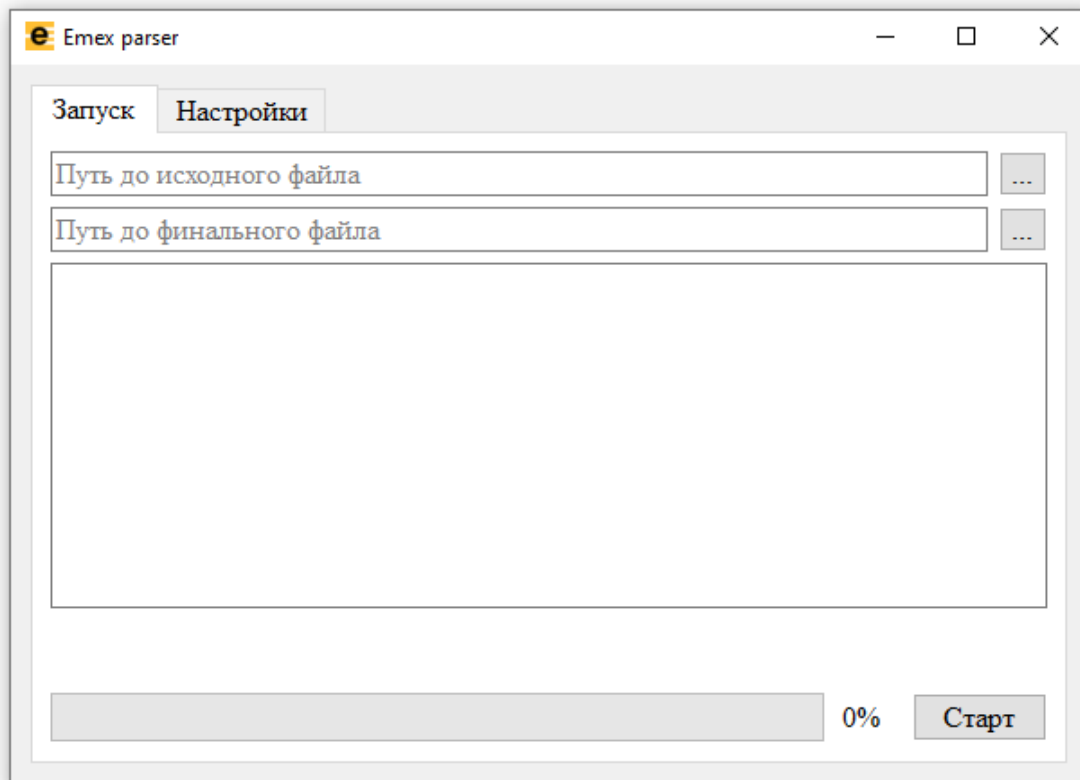 e Emex parser
Запуск Настройки
Путь до исходного файла ...
Путь до финального файла ...
0% Старт